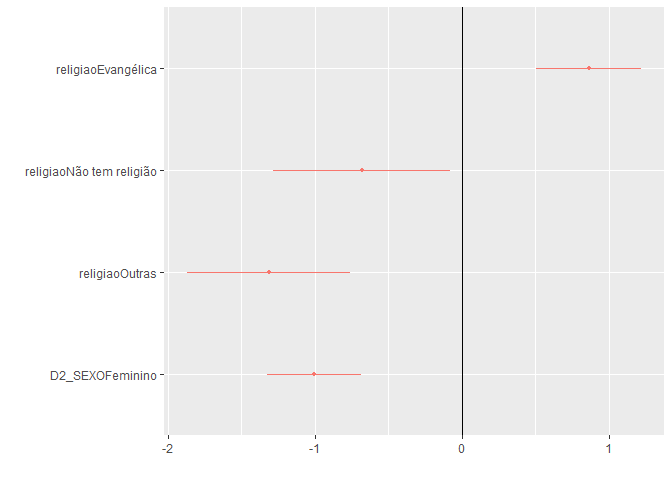 religiaoEvangélica
religiaoNão tem religião
religiaoOutras
D2_SEXOFeminino
-2 -1 0 1